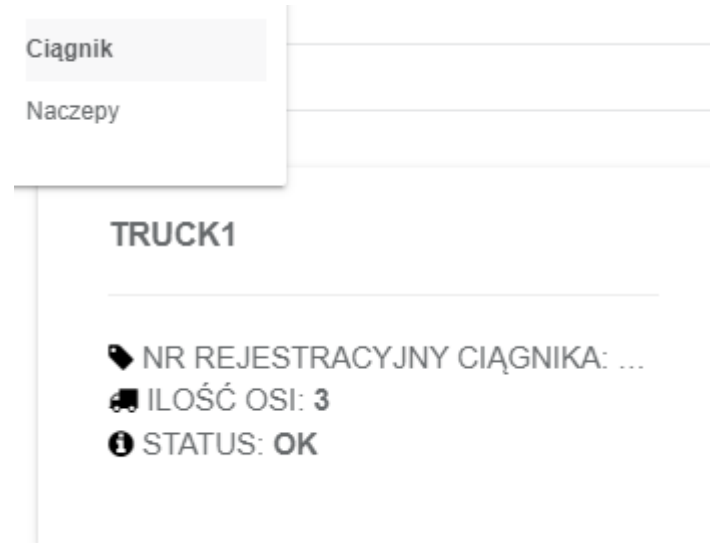 Ciągnik
Naczepy
TRUCK1
NR REJESTRACYJNY CIĄGNIKA: ...
ILOŚĆ OSI: 3
STATUS: OK